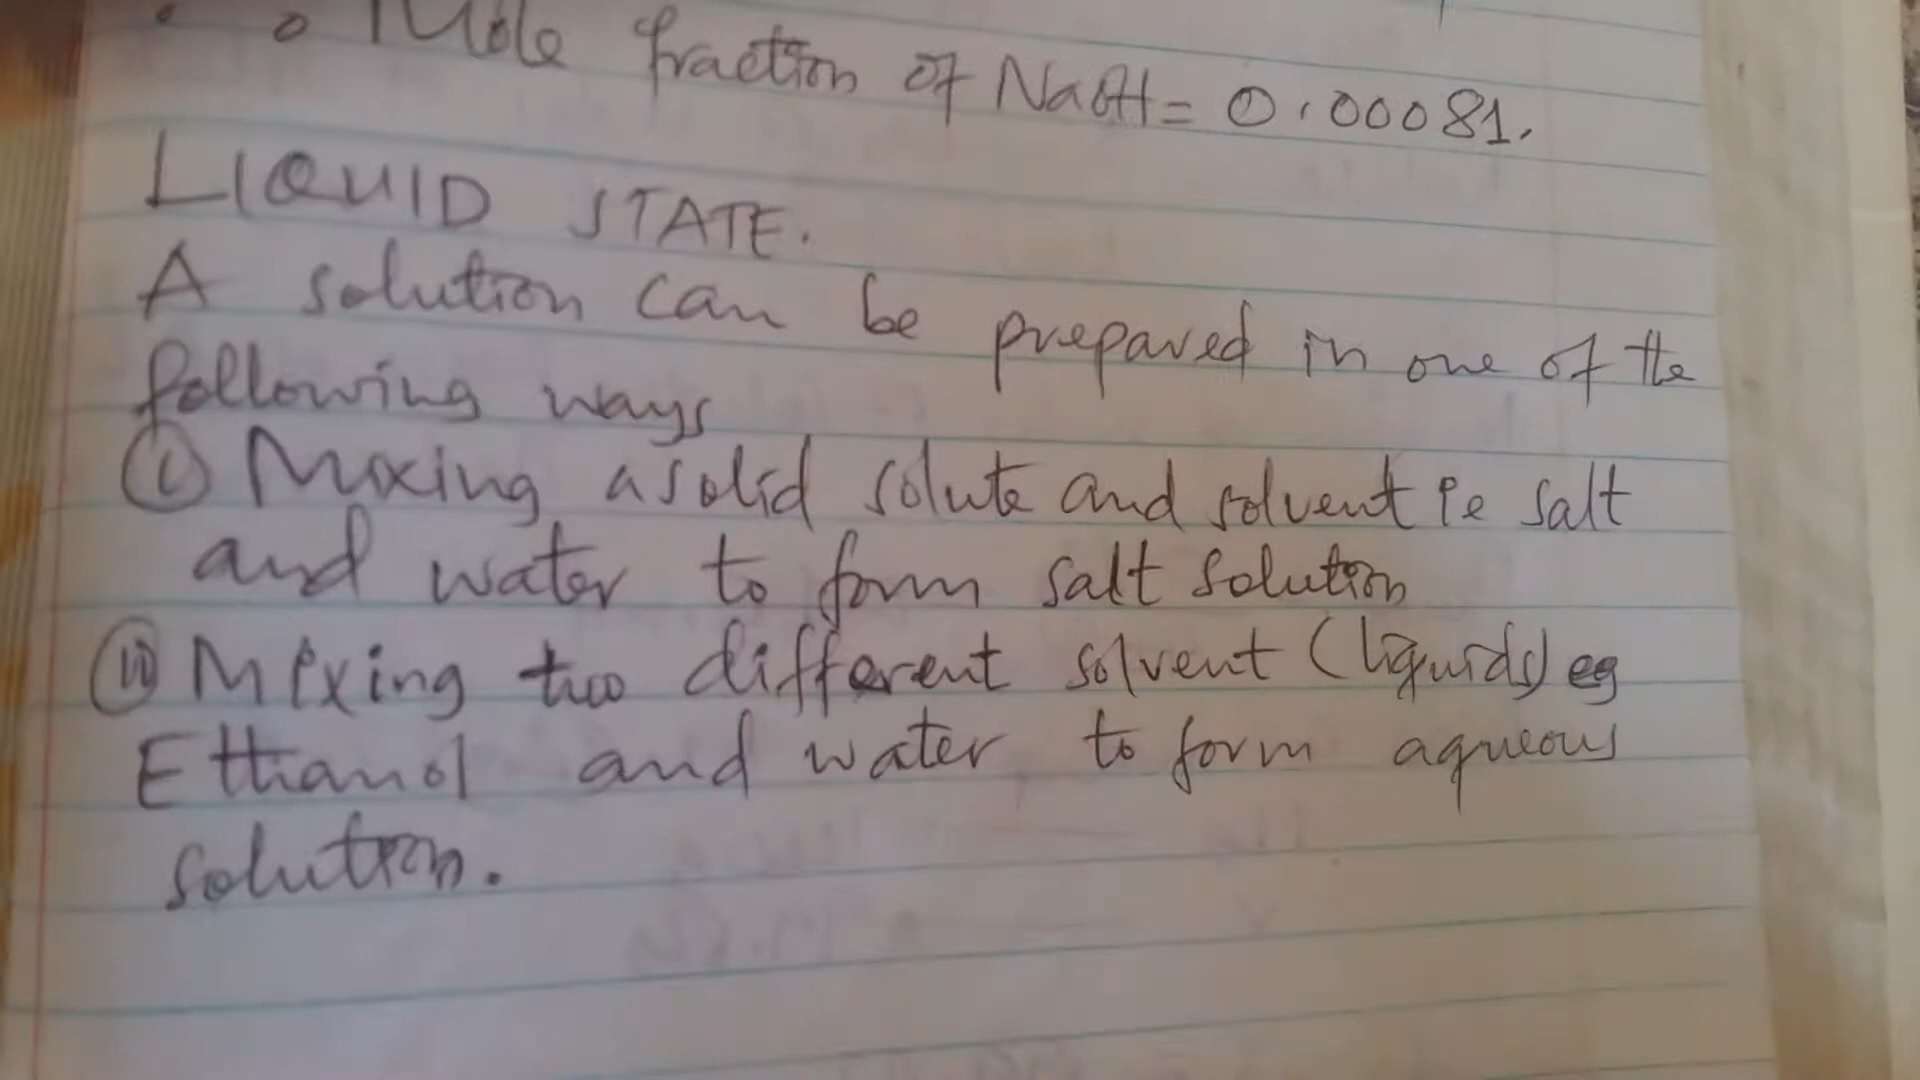 ∴ Mole fraction of NaOH = 0.00081.
LIQUID STATE.
A solution can be prepared in one of the
following ways
(i) Mixing a solid solute and solvent ie salt
and water to form salt solution
(ii) Mixing two different solvent (liquids) eg
Ethanol and water to form aqueous
solution.